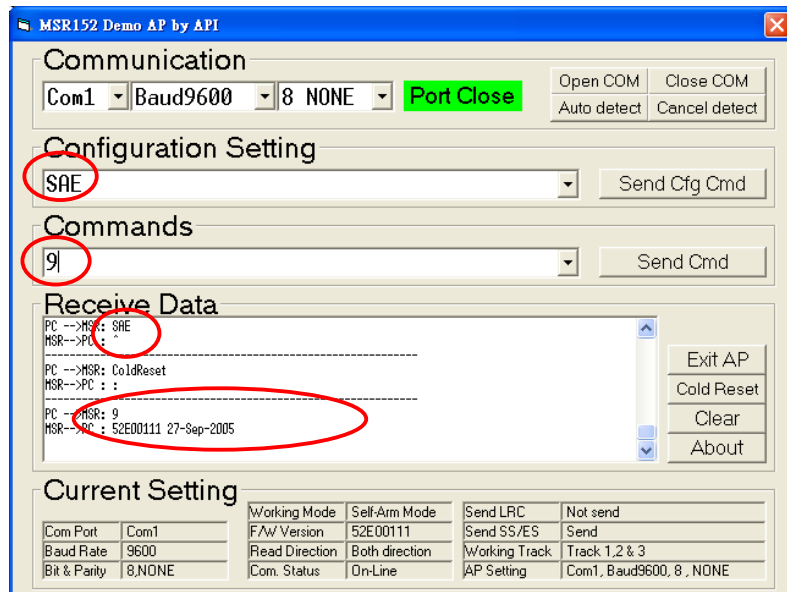 MSR152 Demo AP by API
Communication
Com1 Baud9600 8 NONE Port Close
Open COM Close COM
Auto detect Cancel detect
Configuration Setting
SAE Send Cfg Cmd
Commands
9 Send Cmd
Receive Data
PC -->MSR: SAE
MSR-->PC : ^
PC -->MSR: ColdReset
MSR-->PC : :
PC -->MSR: 9
MSR-->PC : 52E00111 27-Sep-2005
Exit AP
Cold Reset
Clear
About
Current Setting
Working Mode Self-Arm Mode Send LRC Not send
Com Port Com1 F/W Version 52E00111 Send SS/ES Send
Baud Rate 9600 Read Direction Both direction Working Track Track 1,2 & 3
Bit & Parity 8,NONE Com. Status On-Line AP Setting Com1, Baud9600, 8 , NONE